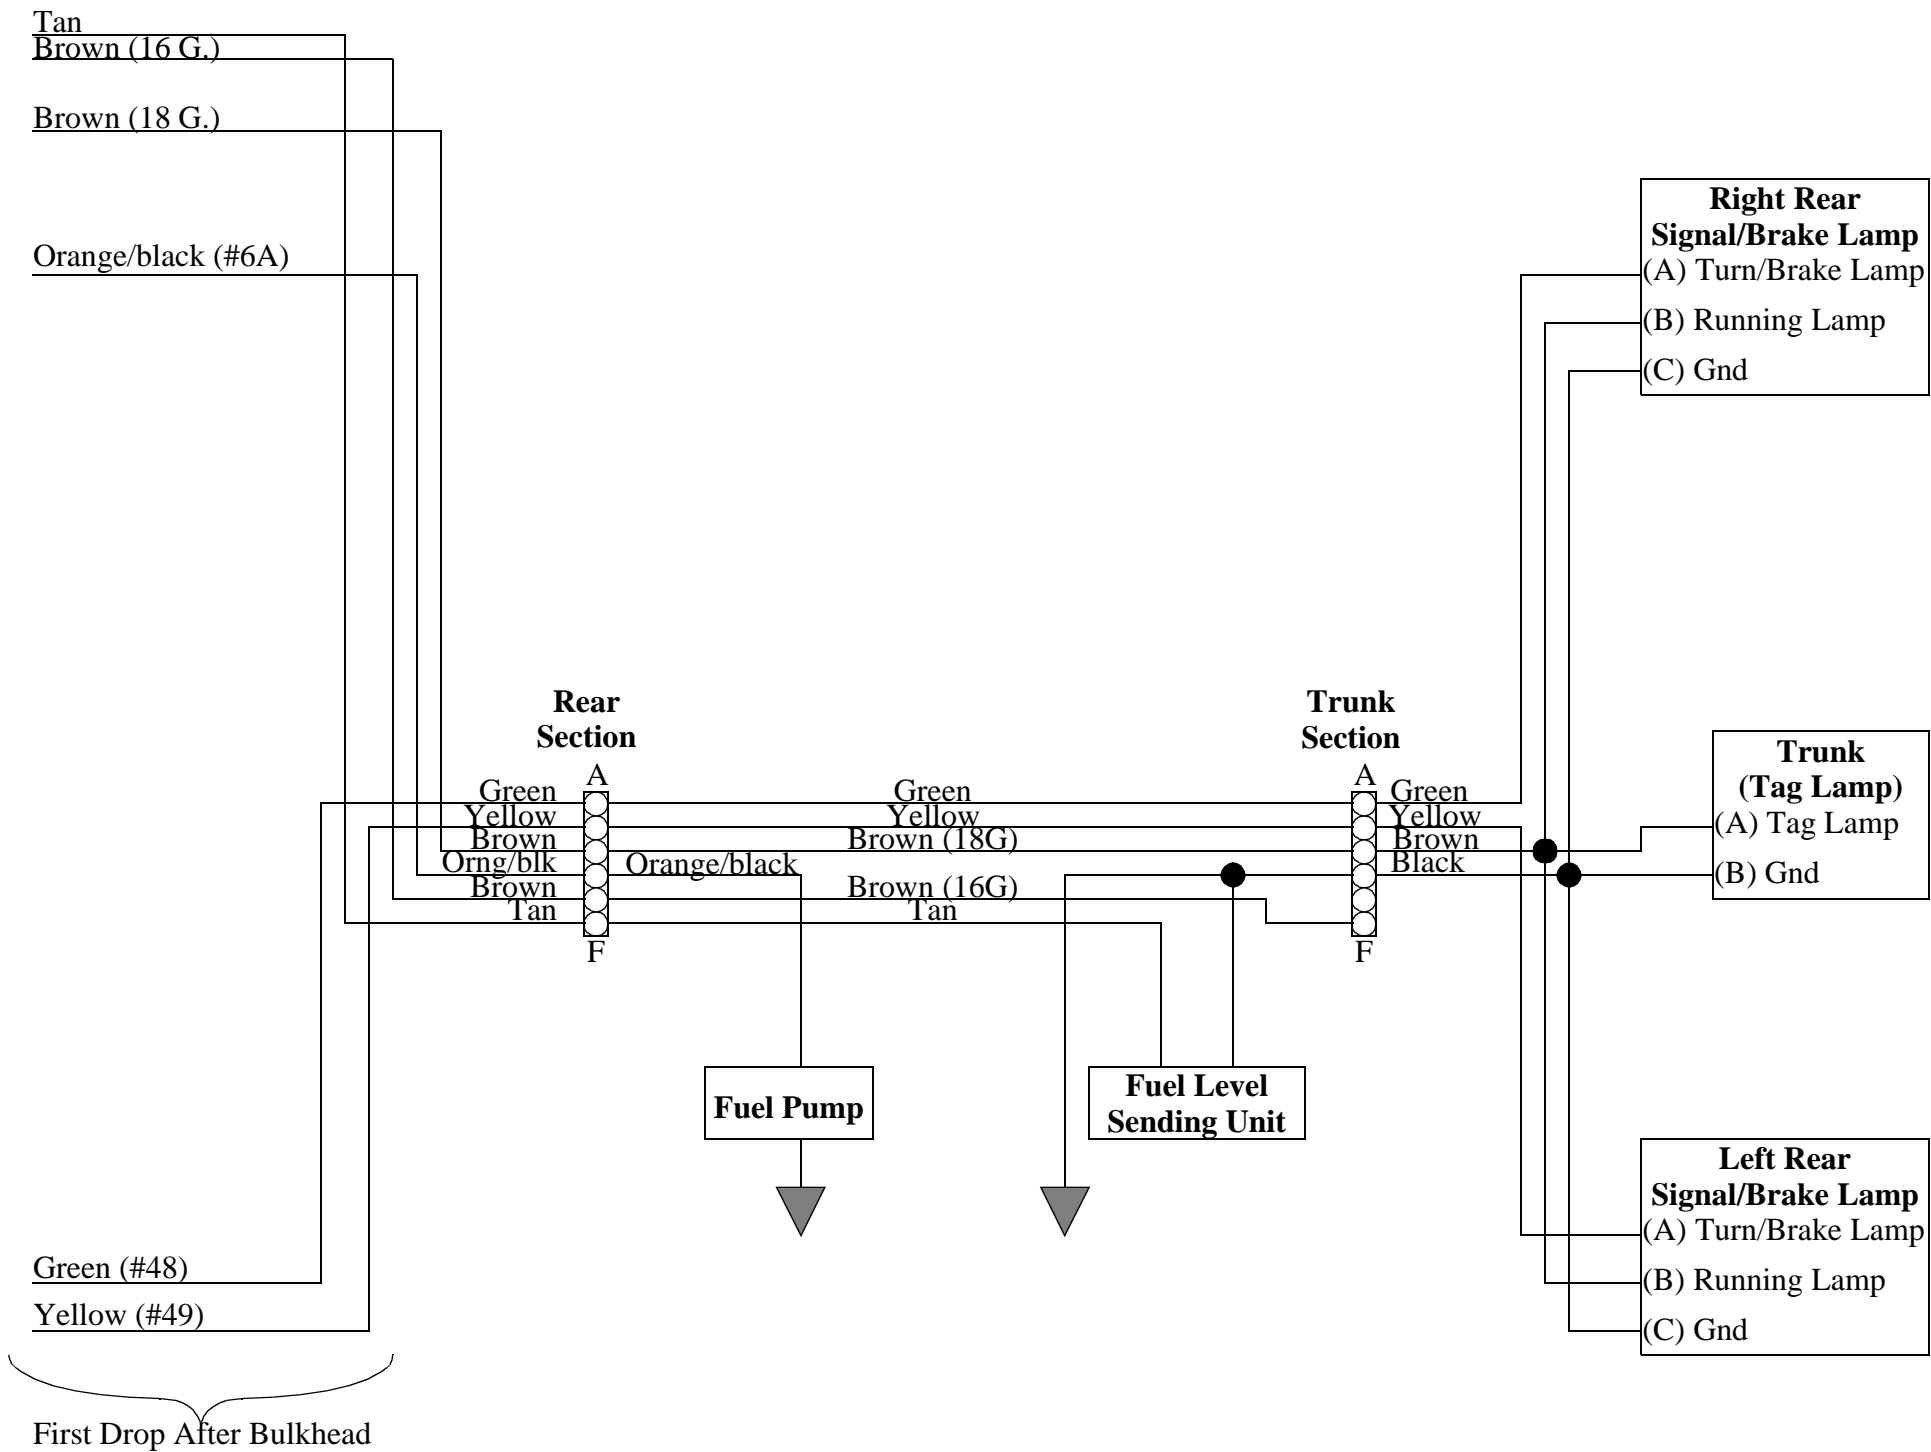 Tan
Brown (16 G.)
Brown (18 G.)
Orange/black (#6A)
Right Rear
Signal/Brake Lamp
(A) Turn/Brake Lamp
(B) Running Lamp
(C) Gnd
Rear
Section
A
Green
Yellow
Brown
Orng/blk
Brown
Tan
F
Green
Yellow
Brown (18G)
Orange/black
Brown (16G)
Tan
Trunk
Section
A
Green
Yellow
Brown
Black
F
Trunk
(Tag Lamp)
(A) Tag Lamp
(B) Gnd
Fuel Pump
Fuel Level
Sending Unit
Left Rear
Signal/Brake Lamp
(A) Turn/Brake Lamp
(B) Running Lamp
(C) Gnd
Green (#48)
Yellow (#49)
First Drop After Bulkhead